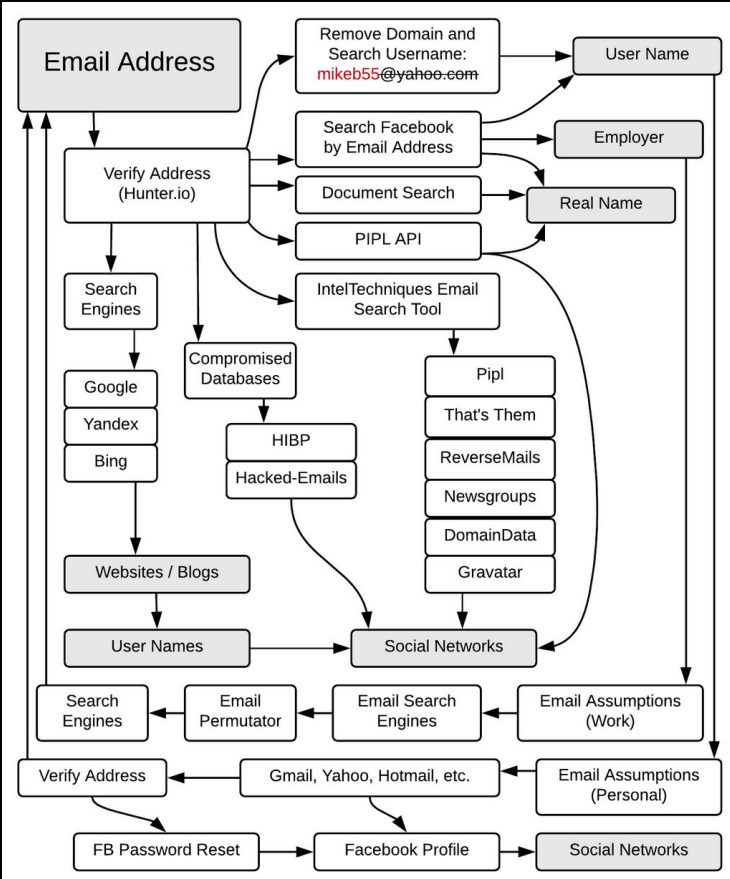 Email Address
Remove Domain and
Search Username:
mikeb55@yahoo.com
User Name
Search Facebook
by Email Address
Employer
Verify Address
(Hunter.io)
Document Search
Real Name
PIPL API
Search
Engines
IntelTechniques Email
Search Tool
Compromised
Databases
Google
Yandex
Bing
HIBP
Hacked-Emails
Pipl
That's Them
ReverseMails
Newsgroups
DomainData
Gravatar
Websites / Blogs
User Names
Social Networks
Search
Engines
Email
Permutator
Email Search
Engines
Email Assumptions
(Work)
Verify Address
Gmail, Yahoo, Hotmail, etc.
Email Assumptions
(Personal)
FB Password Reset
Facebook Profile
Social Networks